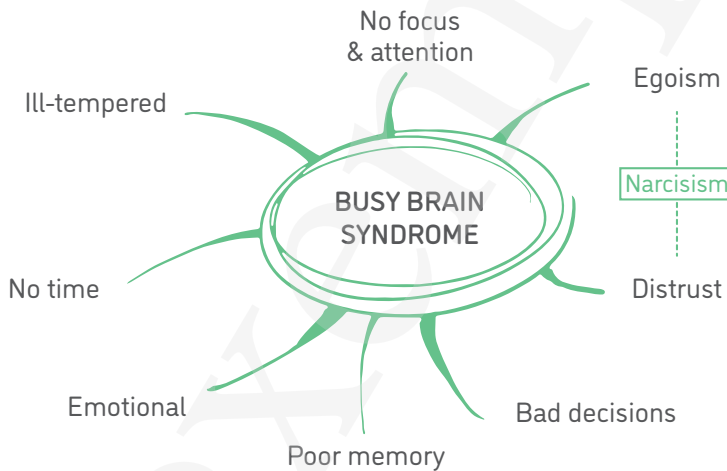 No focus
& attention
Egoism
Ill-tempered
Narcisism
BUSY BRAIN
SYNDROME
No time
Distrust
Emotional
Bad decisions
Poor memory